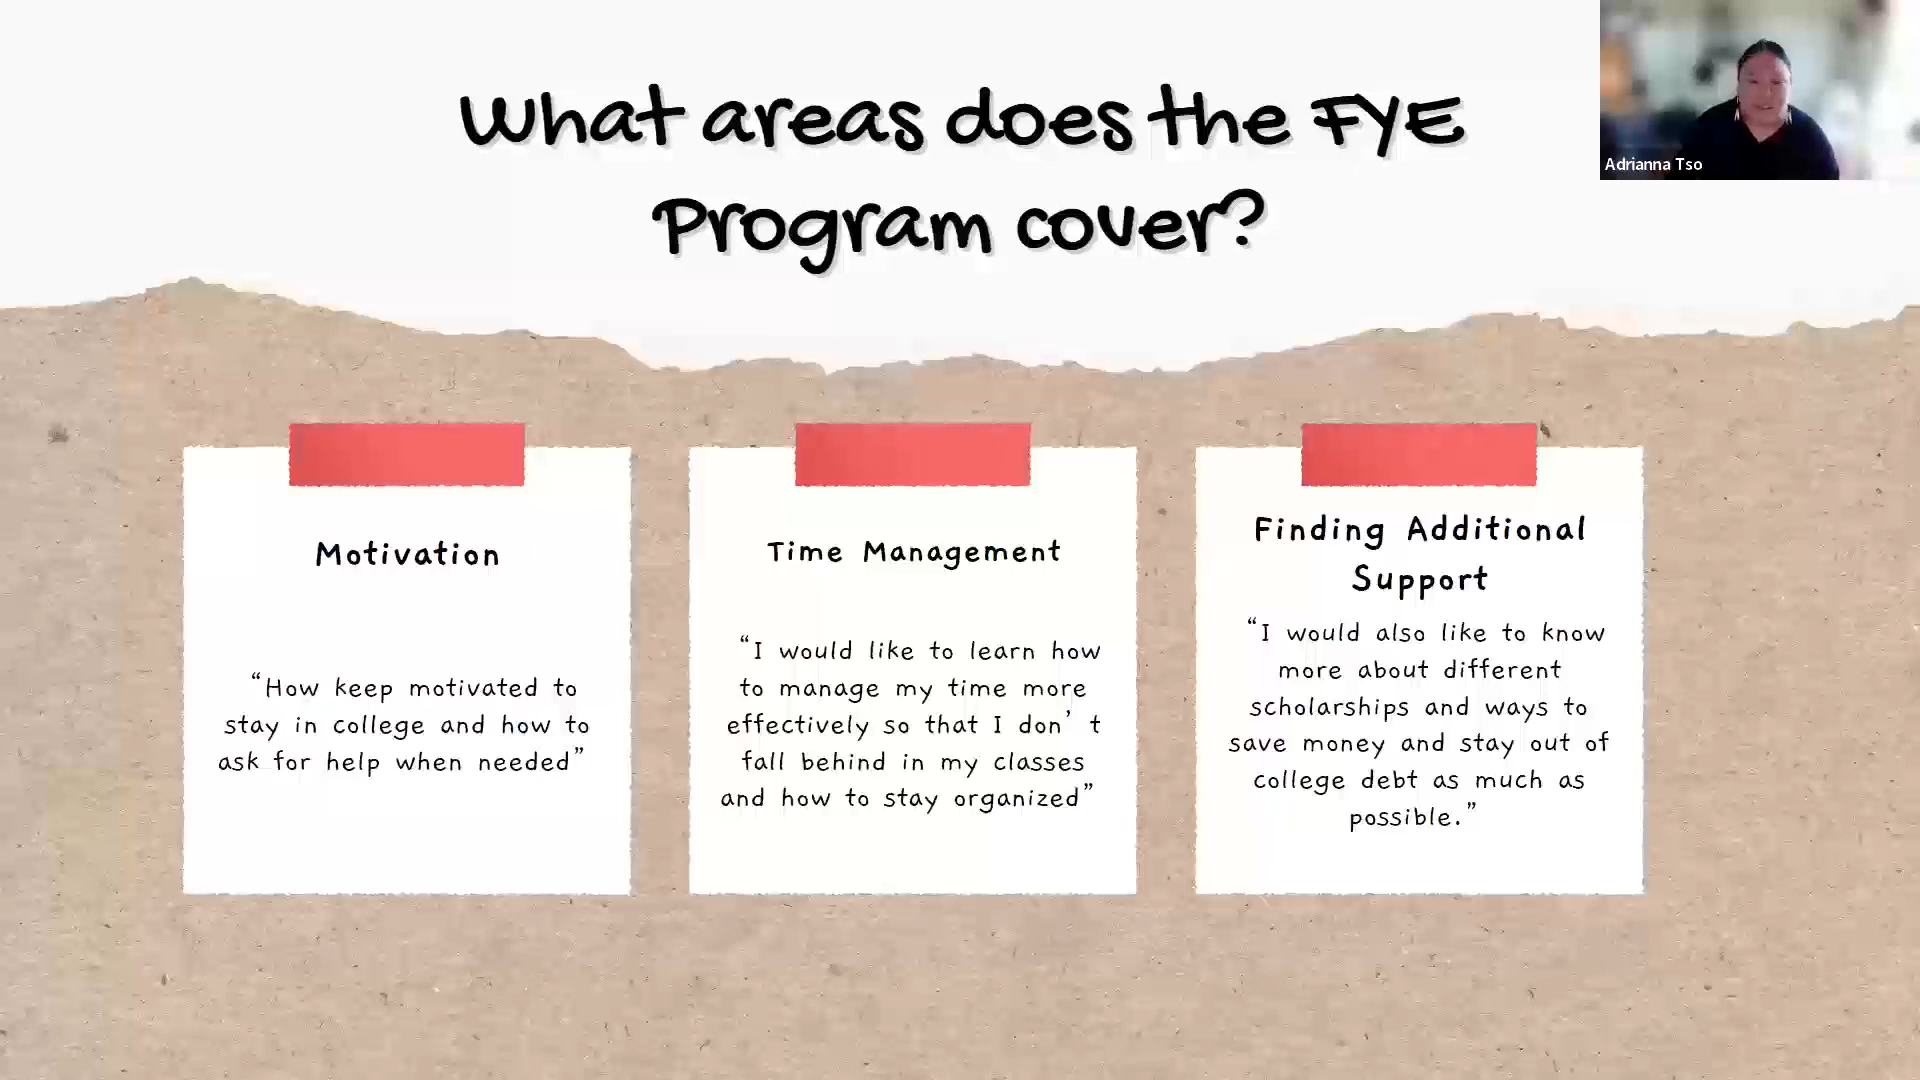 What areas does the FYE
Program cover?
Adrianna Tso
Motivation
“How keep motivated to
stay in college and how to
ask for help when needed”
Time Management
“I would like to learn how
to manage my time more
effectively so that I don’t
fall behind in my classes
and how to stay organized”
Finding Additional
Support
“I would also like to know
more about different
scholarships and ways to
save money and stay out of
college debt as much as
possible.”